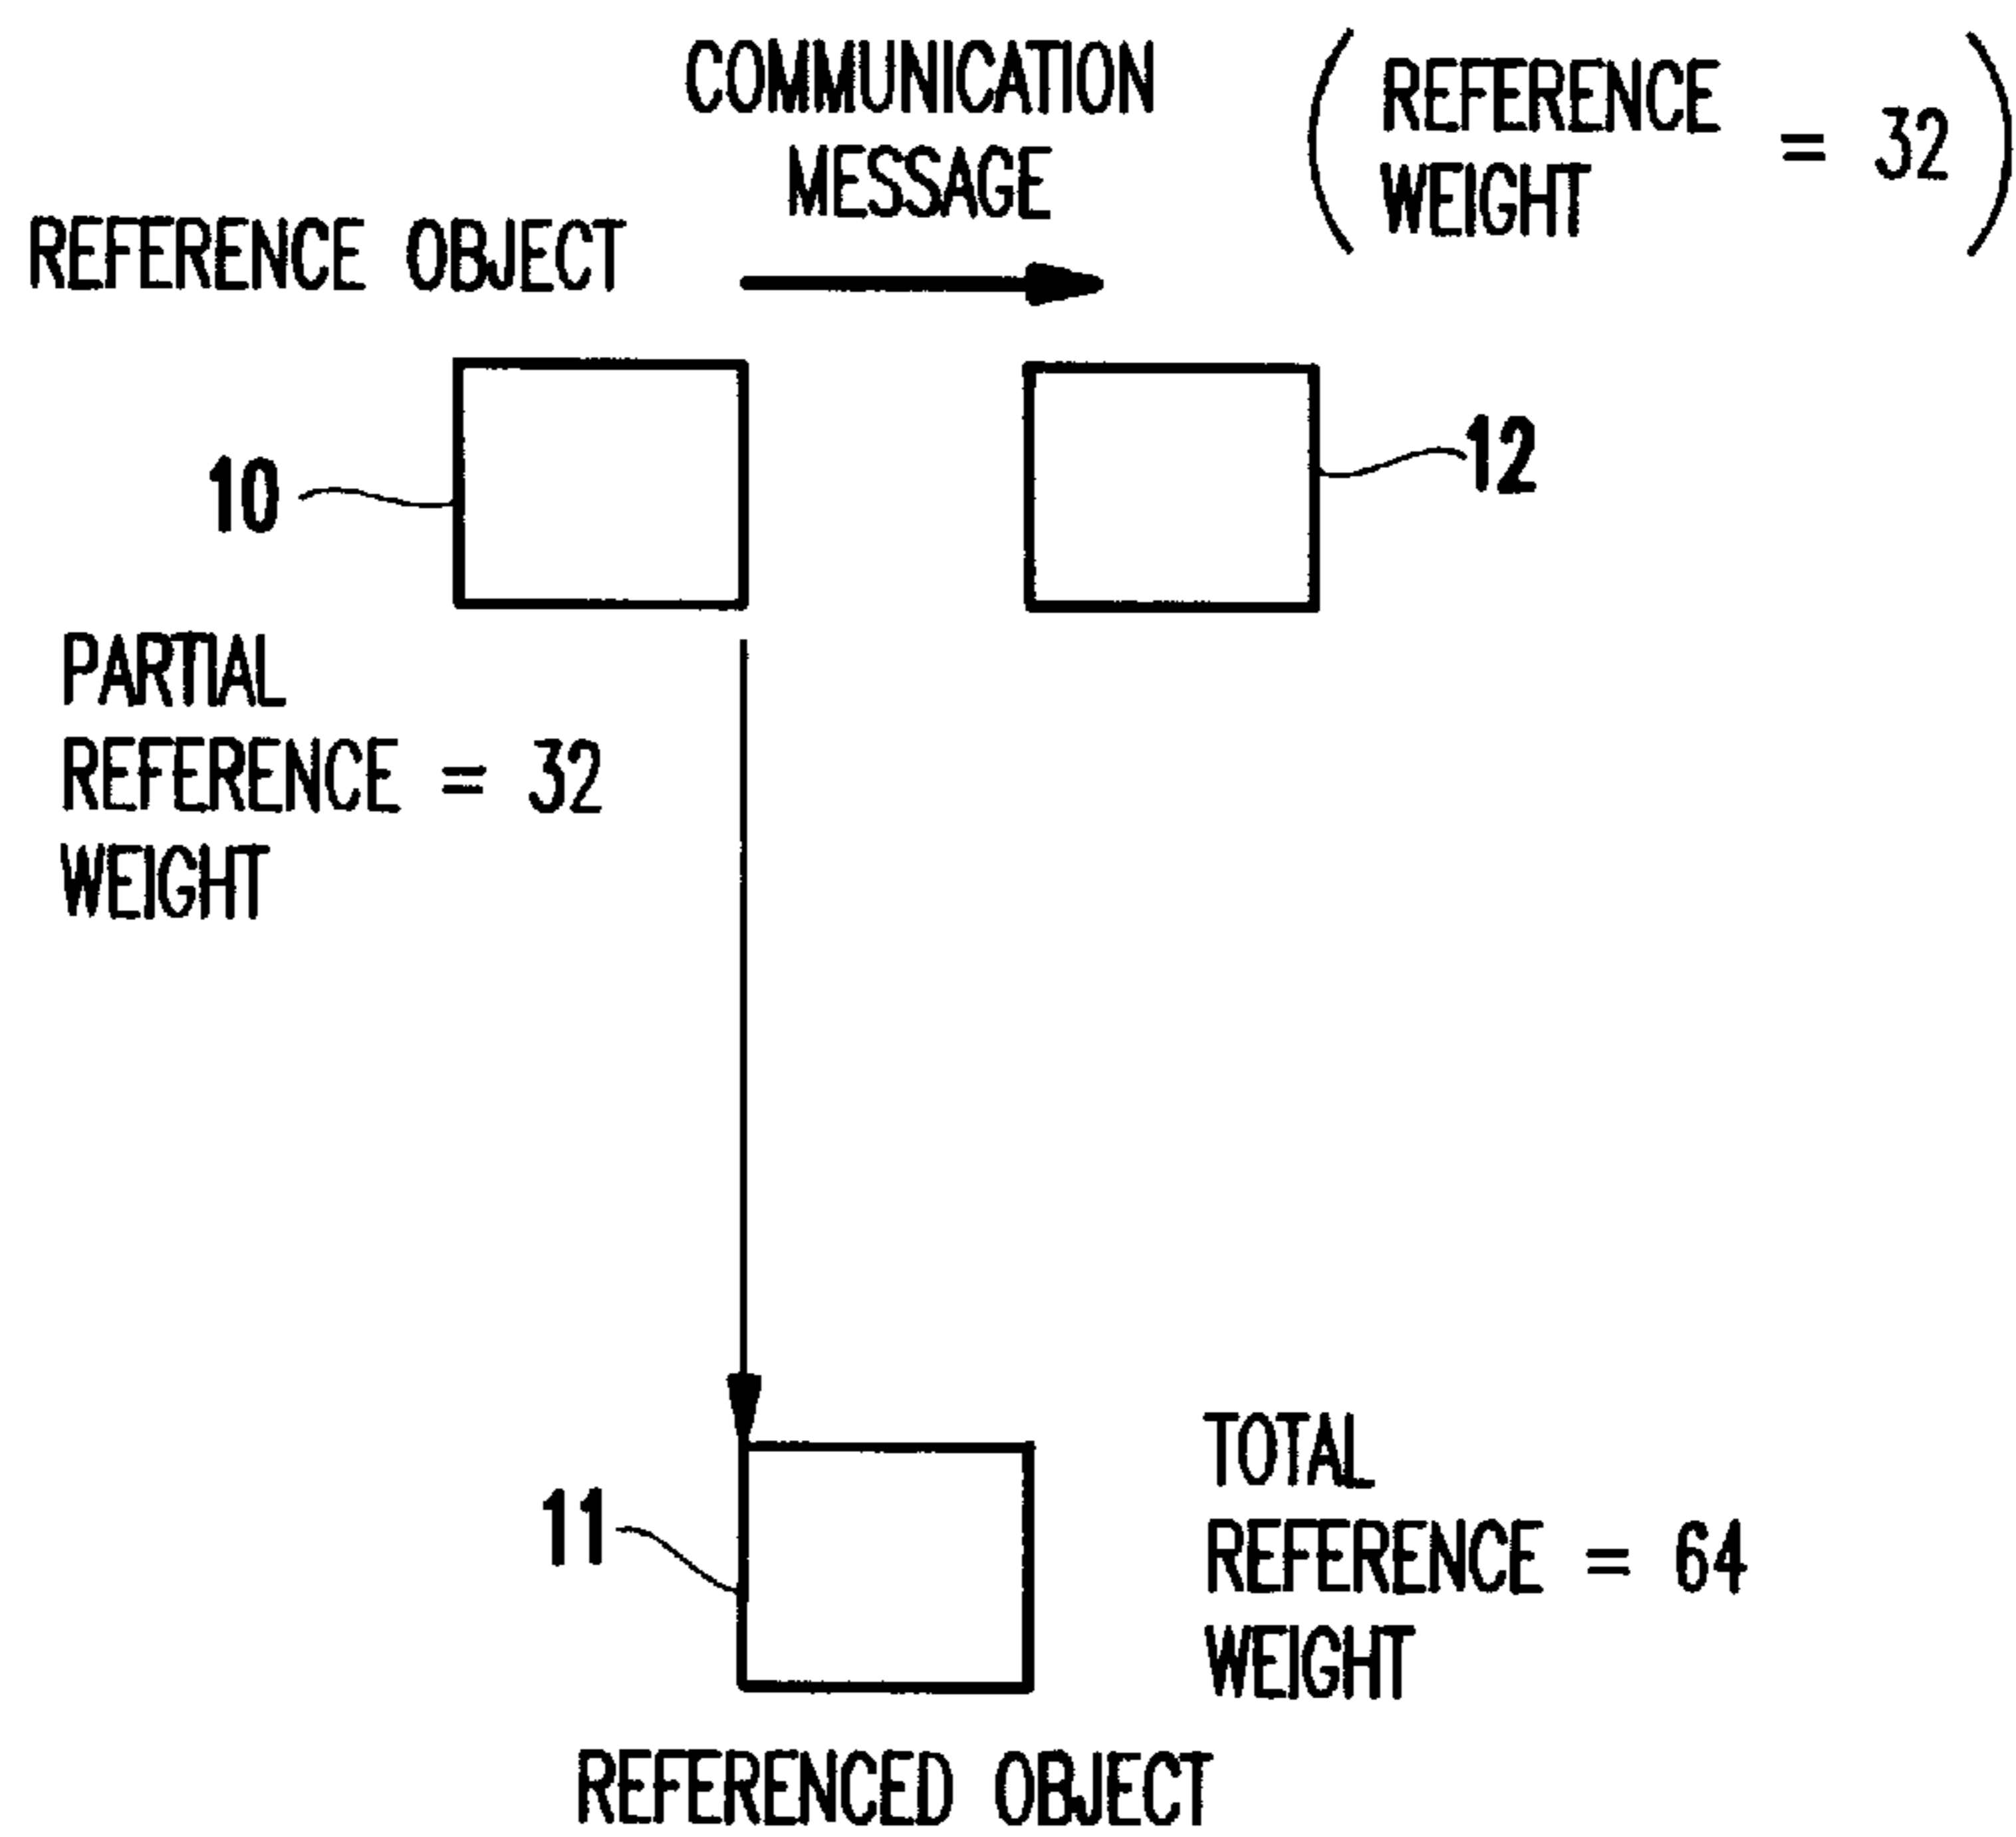 COMMUNICATION
MESSAGE
( REFERENCE
WEIGHT = 32 )
REFERENCE OBJECT
10
12
PARTIAL
REFERENCE = 32
WEIGHT
11
TOTAL
REFERENCE = 64
WEIGHT
REFERENCED OBJECT